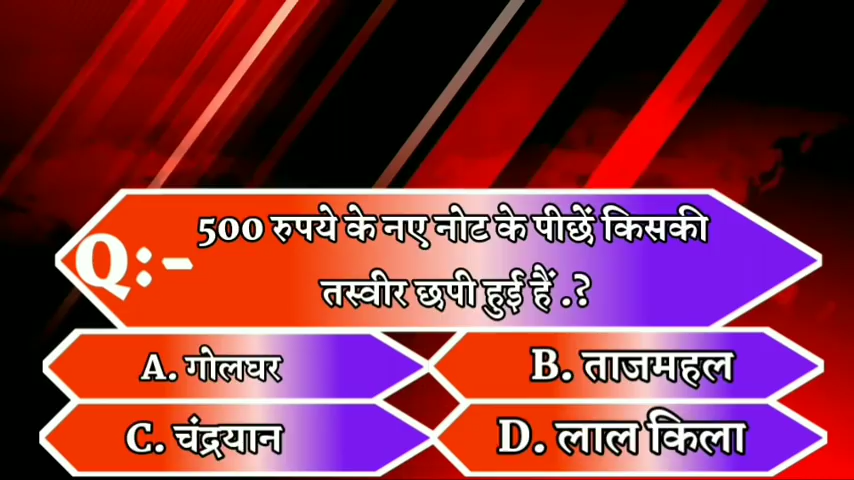 Q:- 500 रुपये के नए नोट के पीछें किसकी
तस्वीर छपी हुई हैं .?
A. गोलघर
B. ताजमहल
C. चंद्रयान
D. लाल किला